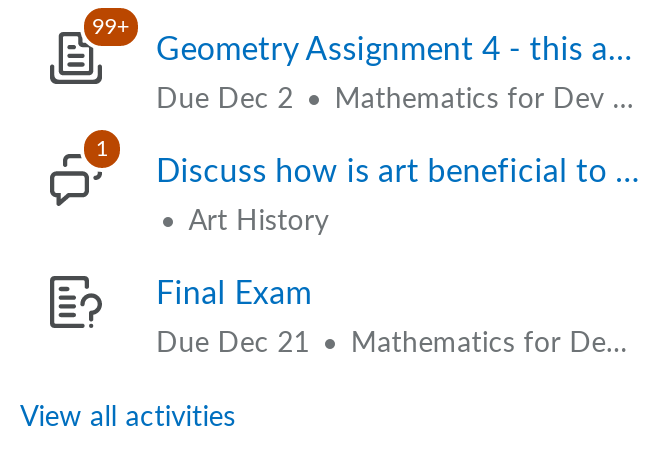 99+
Geometry Assignment 4 - this a...
Due Dec 2 • Mathematics for Dev ...
1
Discuss how is art beneficial to ...
• Art History
Final Exam
Due Dec 21 • Mathematics for De...
View all activities